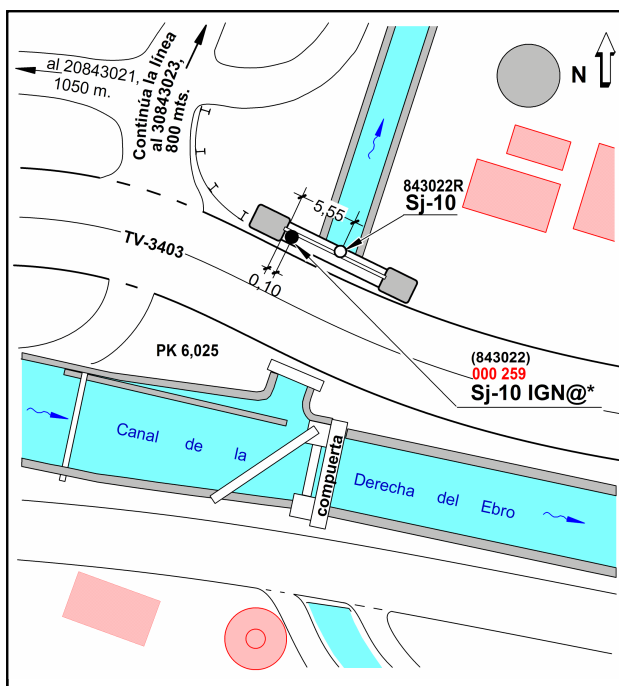 al 20843021,
1050 m.
Continúa la línea
al 30843023,
800 mts.
N
843022R
Sj-10
5,55
TV-3403
0,10
PK 6,025
(843022)
000 259
Sj-10 IGN@*
Canal de la
compuerta
Derecha del Ebro